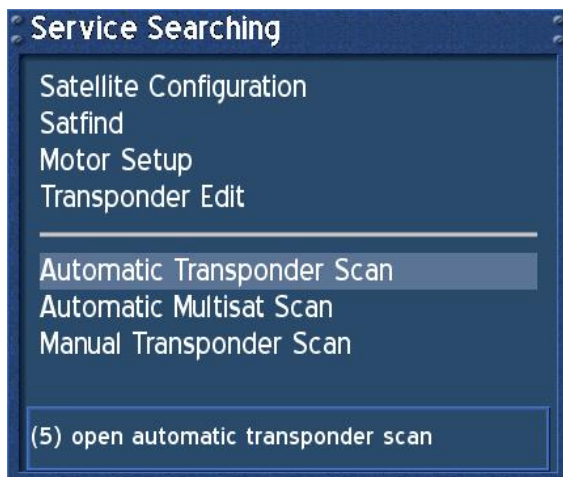 Service Searching
Satellite Configuration
Satfind
Motor Setup
Transponder Edit
Automatic Transponder Scan
Automatic Multisat Scan
Manual Transponder Scan
(5) open automatic transponder scan